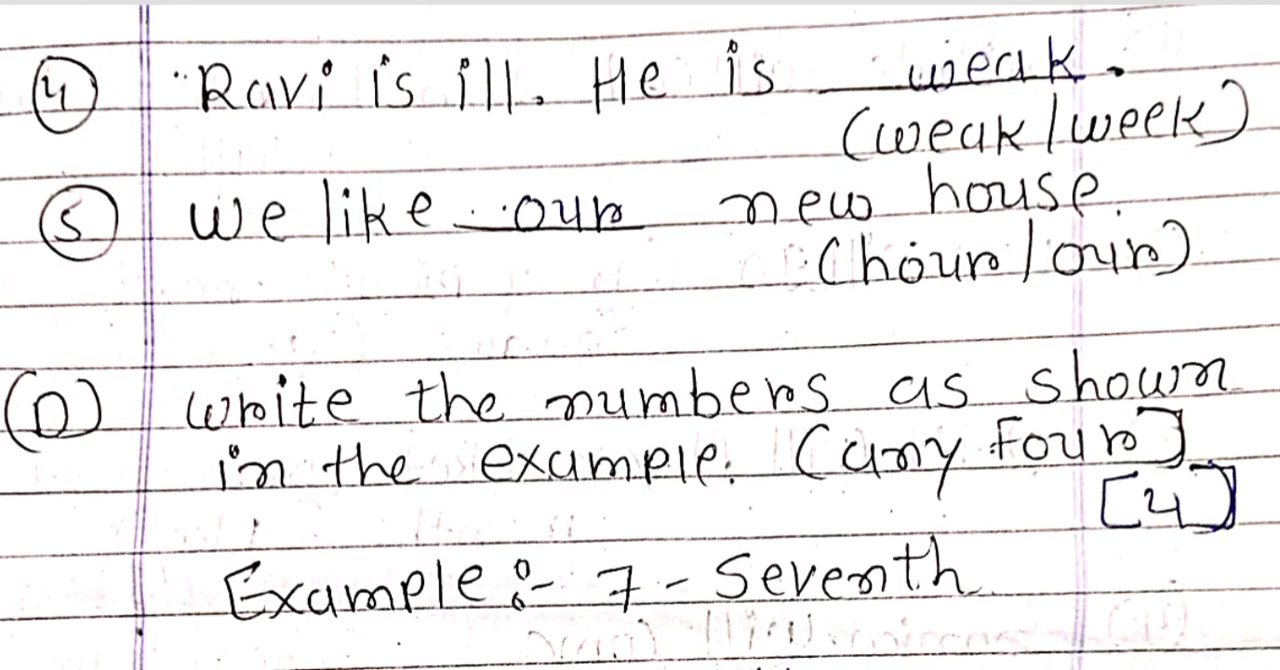 (4) Ravi is ill. He is weak.
(weak/week)
(5) we like our new house.
(hour/our)
(D) write the numbers as shown
in the example. (any Four)
[4]
Example :- 7 - Seventh